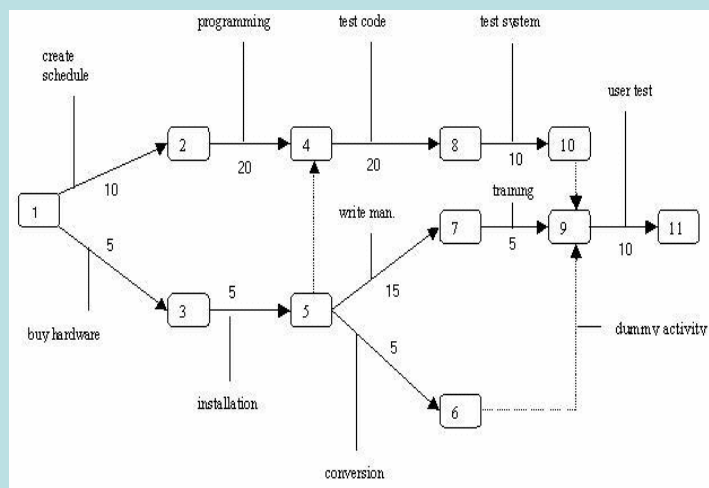 programming
test code
test system
create
schedule
user test
2
4
8
10
20
20
10
10
training
1
write man.
7
9
11
5
5
10
5
15
3
5
5
buy hardware
dummy activity
installation
6
conversion